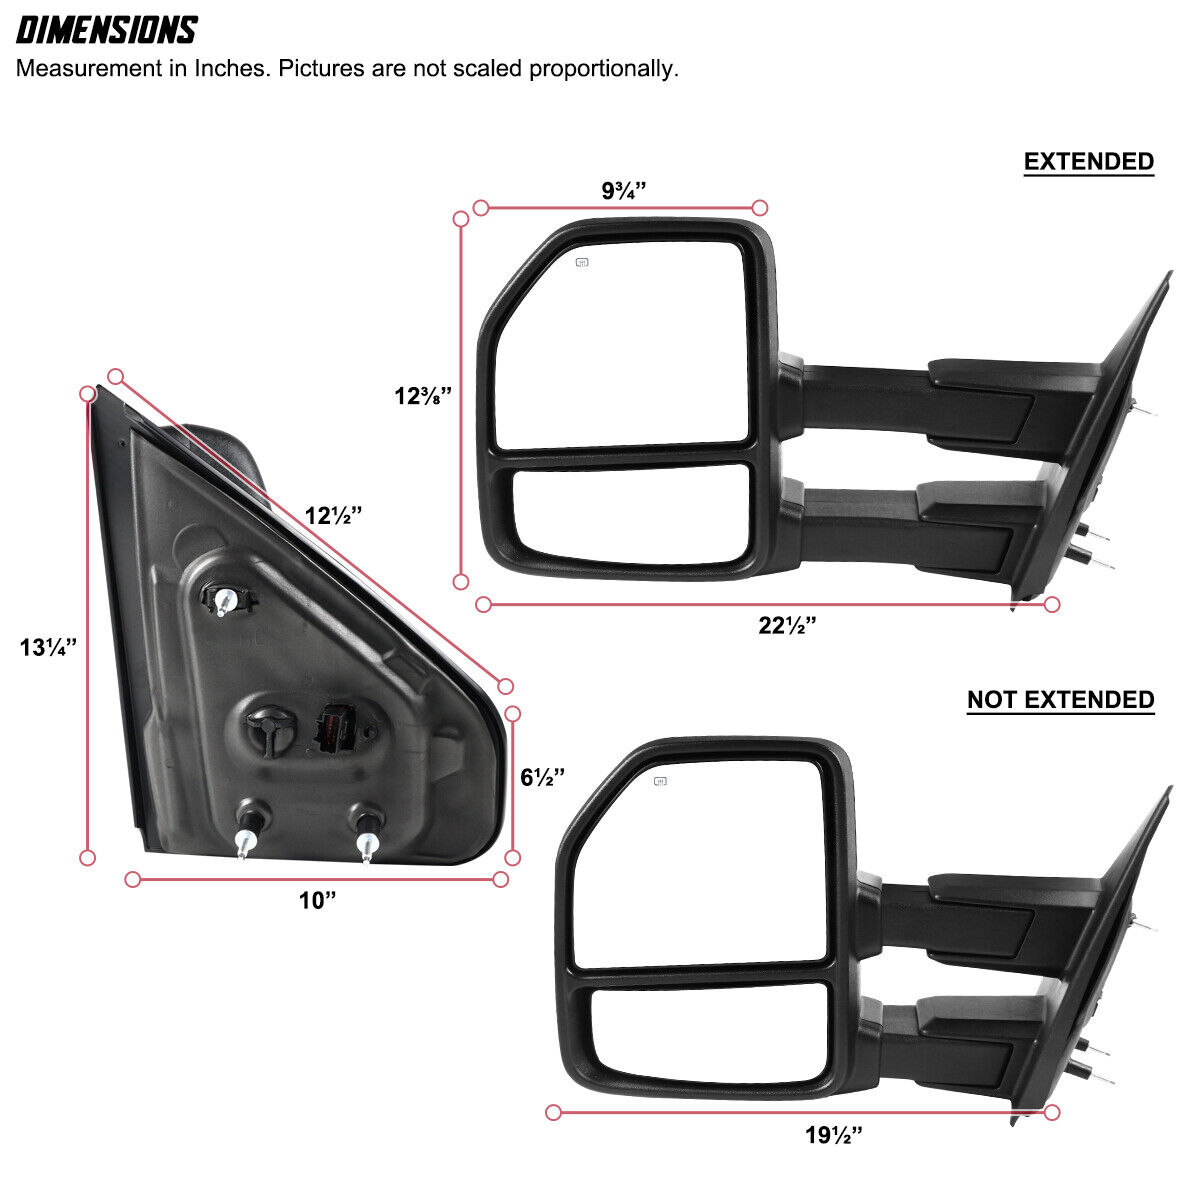 DIMENSIONS
Measurement in Inches. Pictures are not scaled proportionally.
EXTENDED
9¾”
12⅜”
22½”
12½”
13¼”
6½”
10”
NOT EXTENDED
19½”